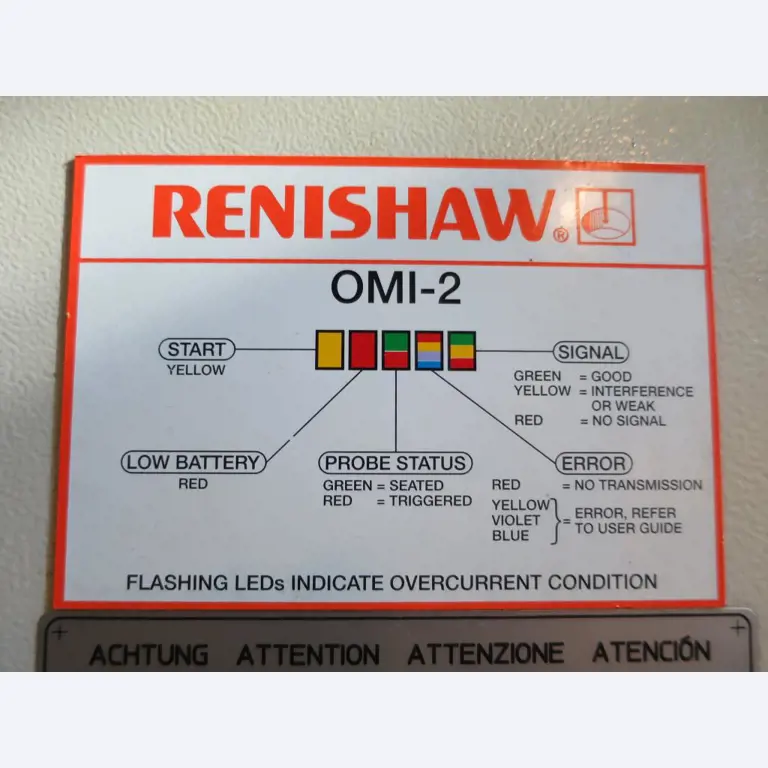 RENISHAW®
OMI-2
START
YELLOW
SIGNAL
GREEN = GOOD
YELLOW = INTERFERENCE
OR WEAK
RED = NO SIGNAL
LOW BATTERY
RED
PROBE STATUS
GREEN = SEATED
RED = TRIGGERED
ERROR
RED = NO TRANSMISSION
YELLOW
VIOLET
BLUE
= ERROR, REFER
TO USER GUIDE
FLASHING LEDs INDICATE OVERCURRENT CONDITION
ACHTUNG ATTENTION ATTENZIONE ATENCIÓN